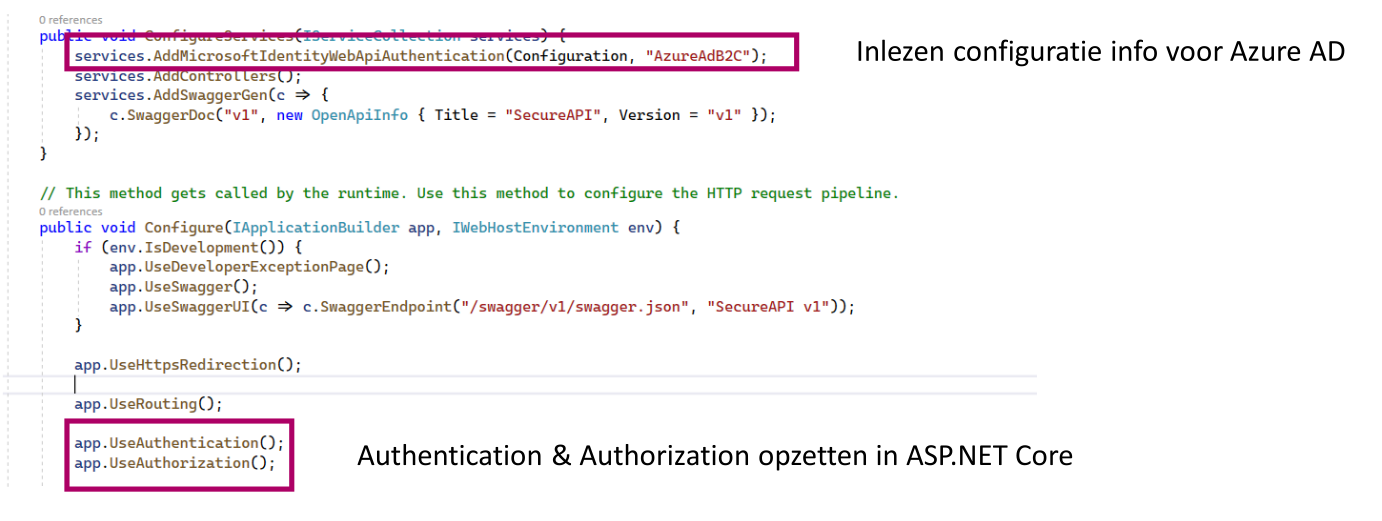 0 references
public void ConfigureServices(IServiceCollection services) {
services.AddMicrosoftIdentityWebApiAuthentication(Configuration, "AzureAdB2C");
Inlezen configuratie info voor Azure AD
services.AddControllers();
services.AddSwaggerGen(c => {
c.SwaggerDoc("v1", new OpenApiInfo { Title = "SecureAPI", Version = "v1" });
});
}
// This method gets called by the runtime. Use this method to configure the HTTP request pipeline.
0 references
public void Configure(IApplicationBuilder app, IWebHostEnvironment env) {
if (env.IsDevelopment()) {
app.UseDeveloperExceptionPage();
app.UseSwagger();
app.UseSwaggerUI(c => c.SwaggerEndpoint("/swagger/v1/swagger.json", "SecureAPI v1"));
}
app.UseHttpsRedirection();
app.UseRouting();
app.UseAuthentication();
app.UseAuthorization();
Authentication & Authorization opzetten in ASP.NET Core